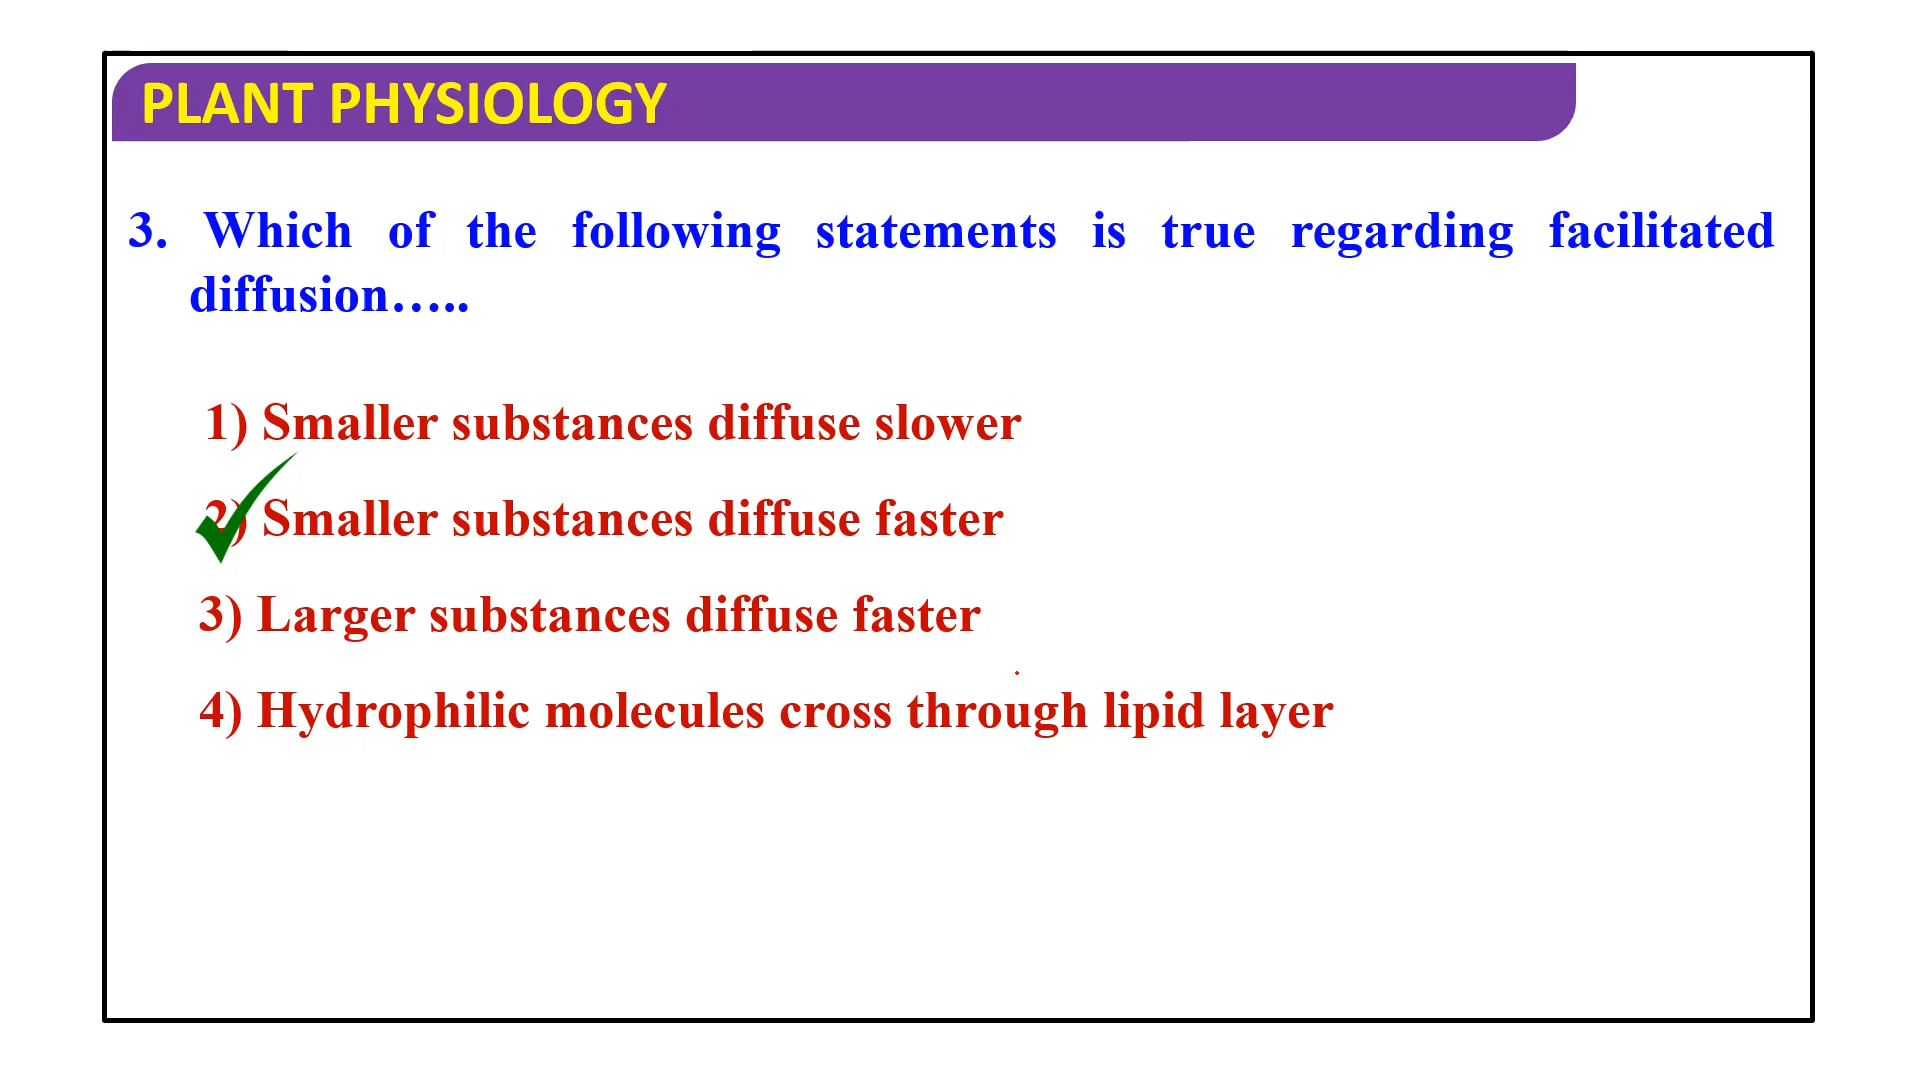 PLANT PHYSIOLOGY
3. Which of the following statements is true regarding facilitated
diffusion…..
1) Smaller substances diffuse slower
2) Smaller substances diffuse faster
3) Larger substances diffuse faster
4) Hydrophilic molecules cross through lipid layer